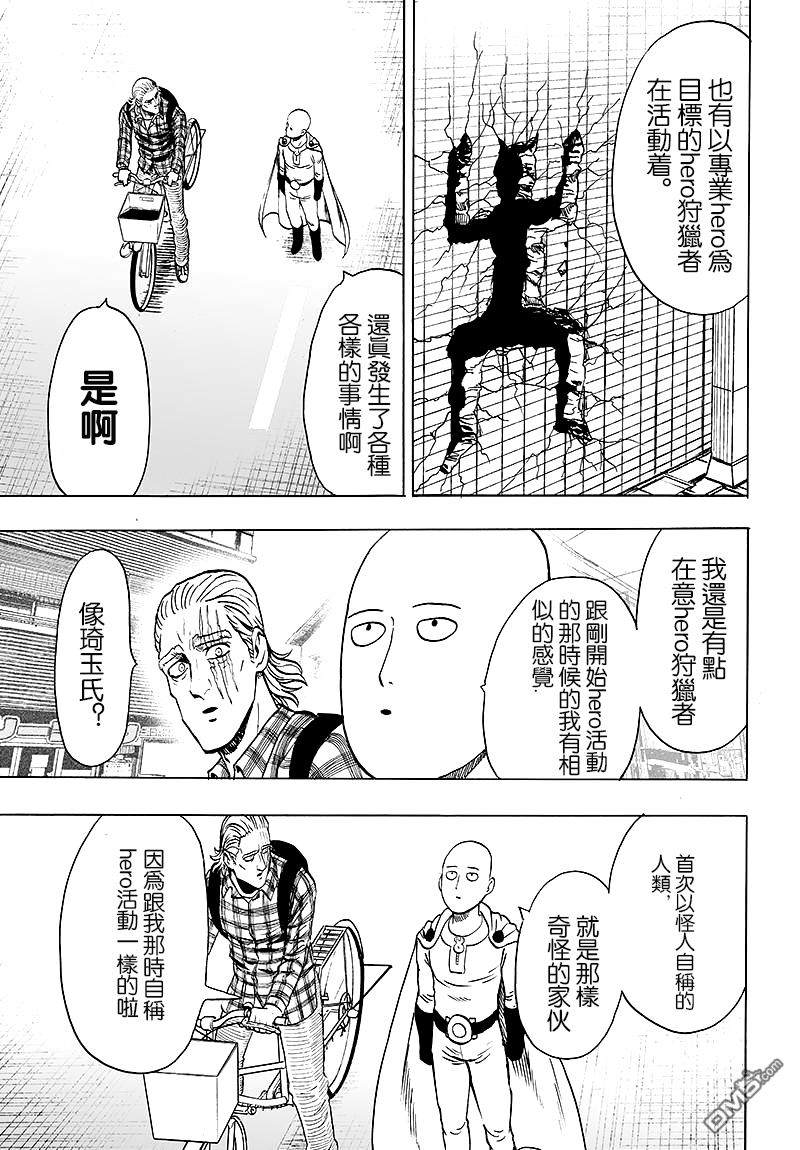 也有以專業hero爲
目標的hero狩獵者
在活動着。
還眞發生了各種
各樣的事情啊
是啊
我還是有點
在意hero狩獵者
跟剛開始hero活動
的那時候的我有相
似的感覺.
像琦玉氏?
首次以怪人自稱的
人類,
就是那樣
奇怪的家伙
因爲跟我那時自稱
hero活動一樣的啦
DM5.com